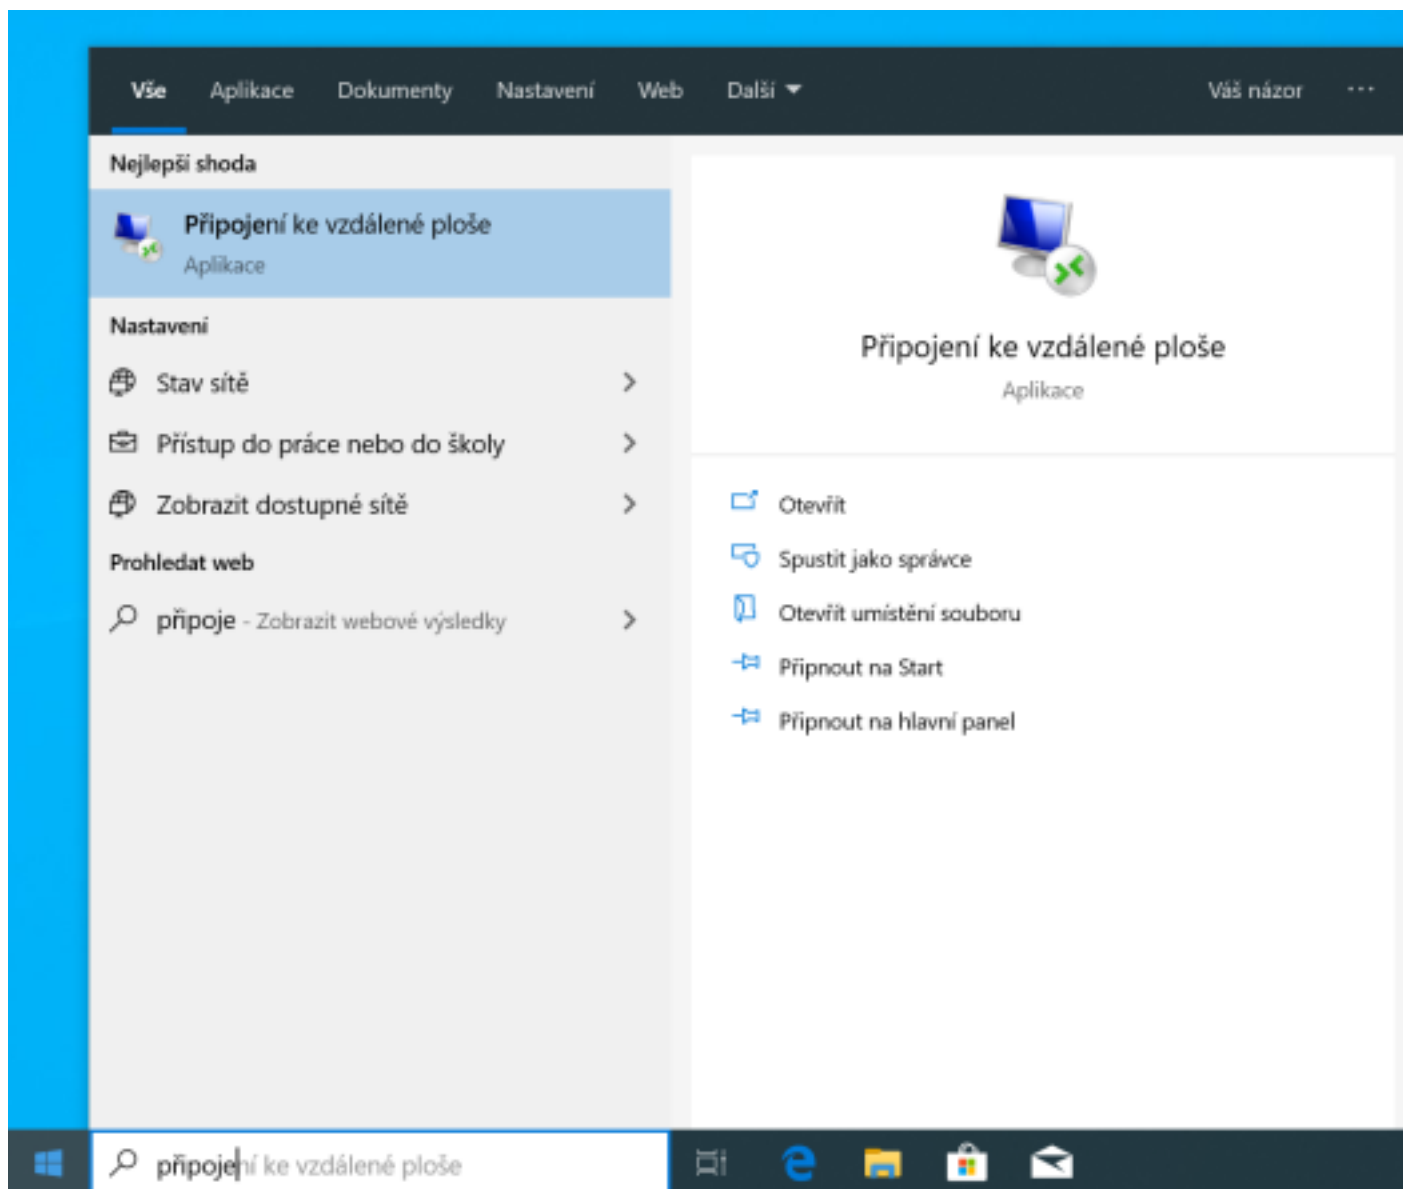 Vše Aplikace Dokumenty Nastavení Web Další Váš názor ...
Nejlepší shoda
Připojení ke vzdálené ploše
Aplikace
Nastavení
Stav sítě
Přístup do práce nebo do školy
Zobrazit dostupné sítě
Prohledat web
připoje - Zobrazit webové výsledky
Připojení ke vzdálené ploše
Aplikace
Otevřít
Spustit jako správce
Otevřít umístění souboru
Připnout na Start
Připnout na hlavní panel
připojení ke vzdálené ploše